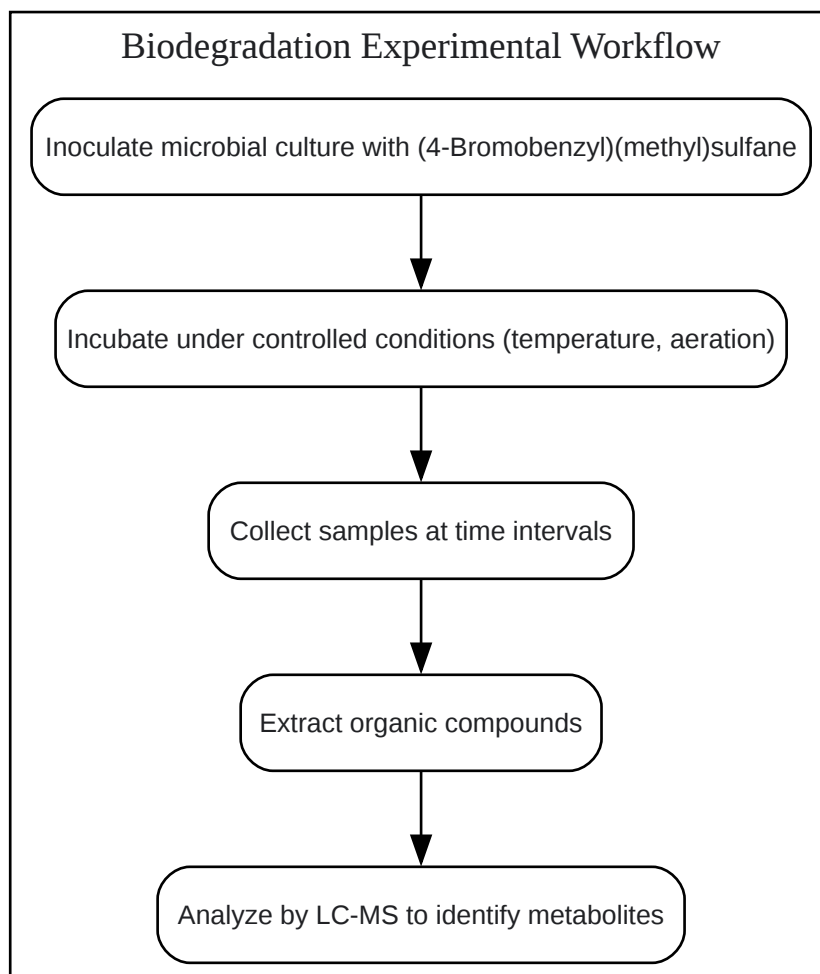 Biodegradation Experimental Workflow
Inoculate microbial culture with (4-Bromobenzyl)(methyl)sulfane
Incubate under controlled conditions (temperature, aeration)
Collect samples at time intervals
Extract organic compounds
Analyze by LC-MS to identify metabolites